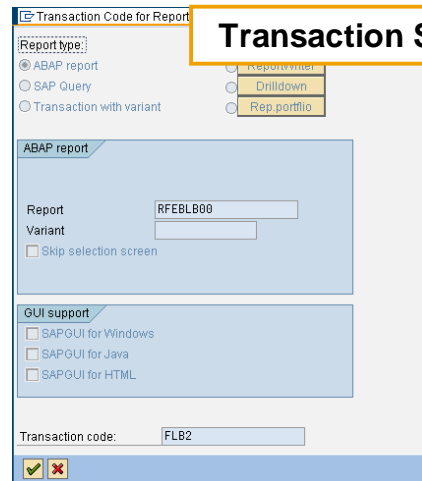 Transaction Code for Report
Transaction S
Report type:
ABAP report
ReportWriter
SAP Query
Drilldown
Transaction with variant
Rep.portflio
ABAP report
Report
RFEBLB00
Variant
Skip selection screen
GUI support
SAPGUI for Windows
SAPGUI for Java
SAPGUI for HTML
Transaction code:
FLB2